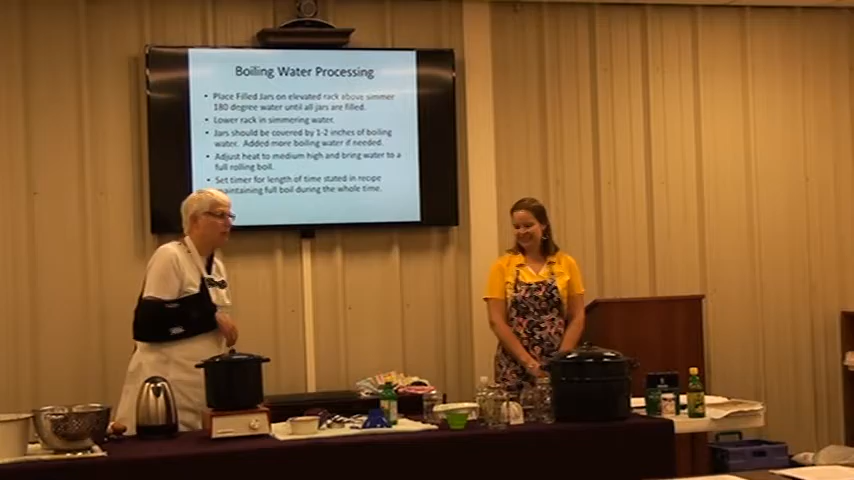 Boiling Water Processing
• Place Filled Jars on elevated rack above simmer
180 degree water until all jars are filled.
• Lower rack in simmering water.
• Jars should be covered by 1-2 inches of boiling
water. Added more boiling water if needed.
• Adjust heat to medium high and bring water to a
full rolling boil.
• Set timer for length of time stated in recipe
maintaining full boil during the whole time.